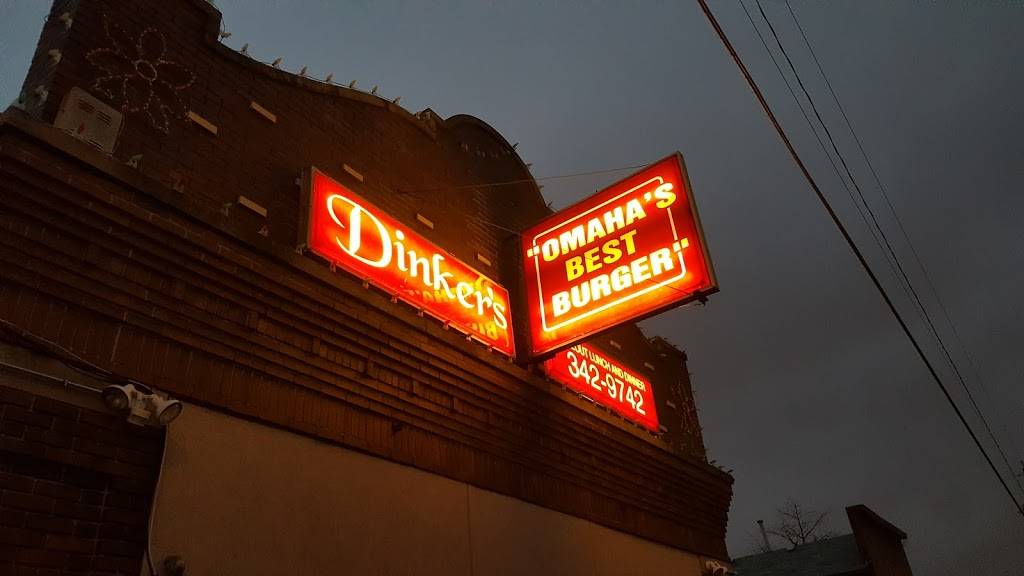 Dinker's
"OMAHA'S
BEST
BURGER"
LUNCH AND DINNER
342-9742